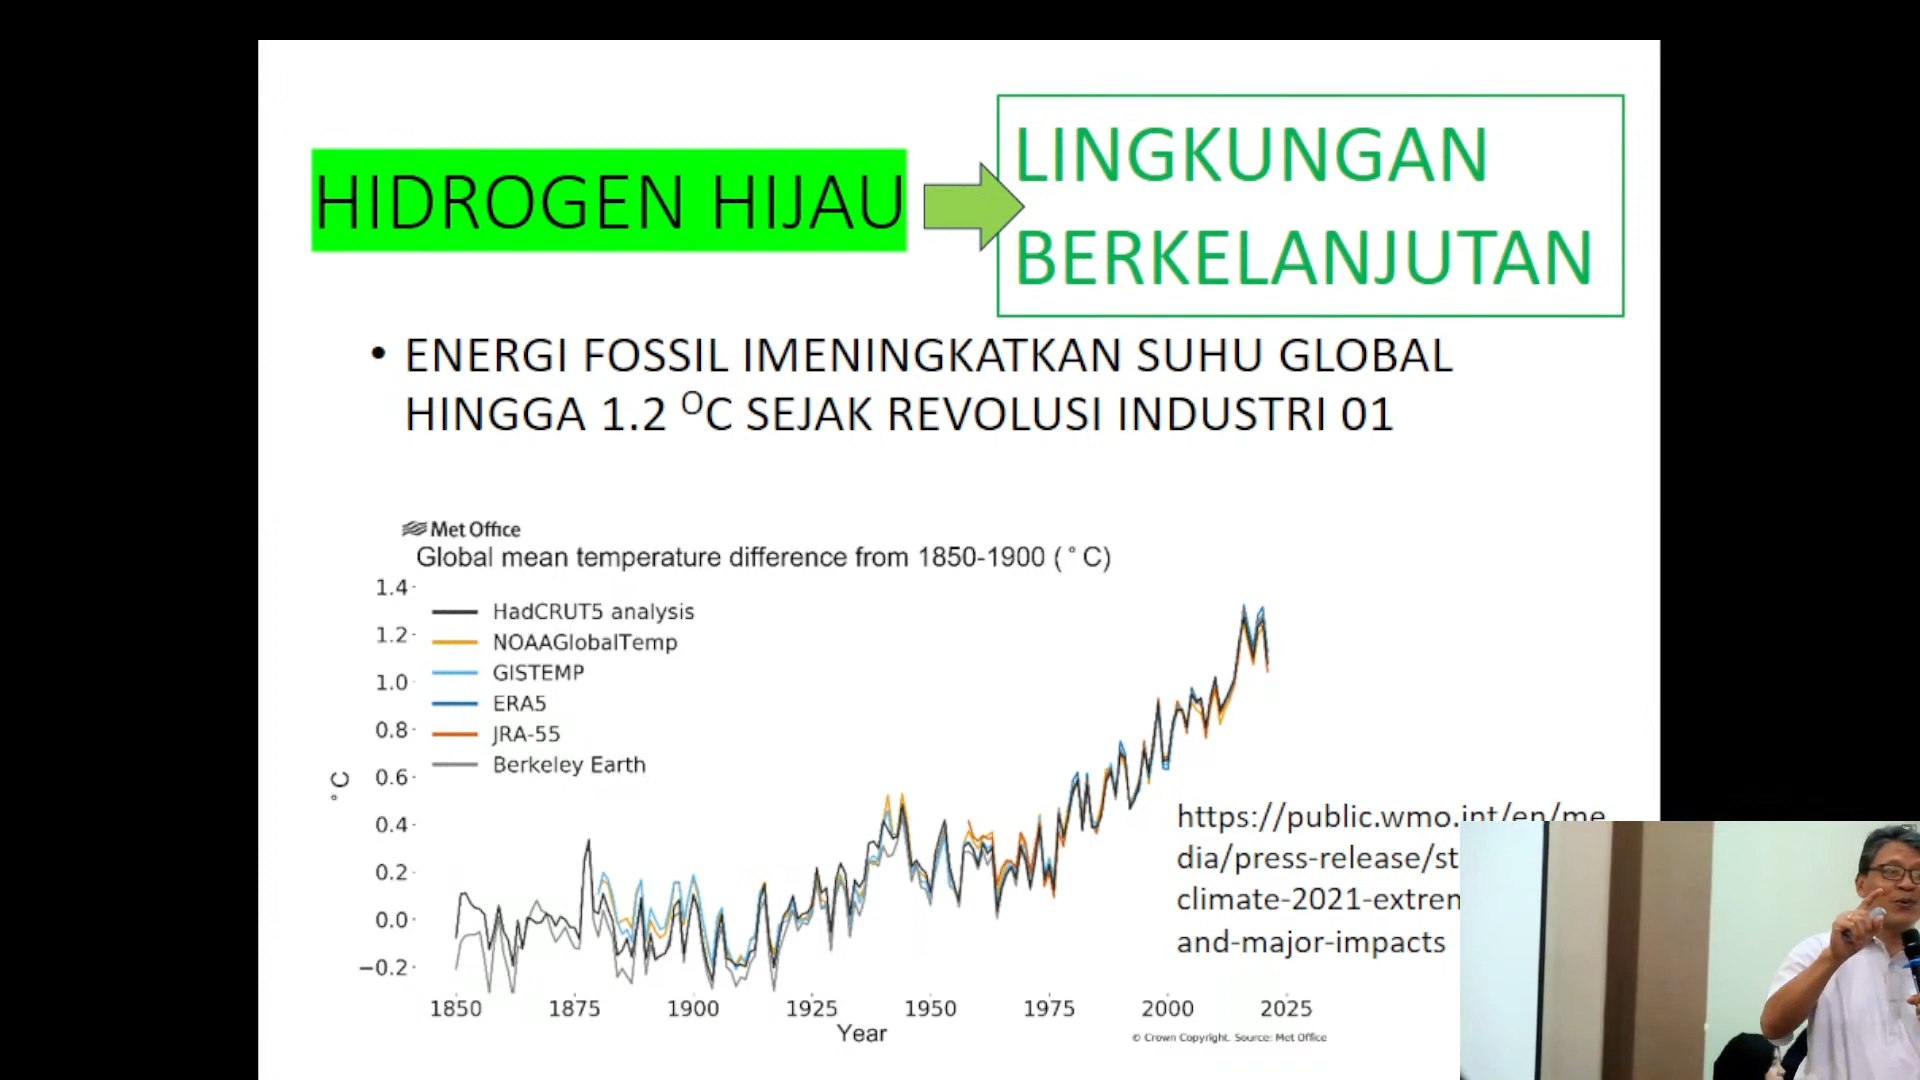 HIDROGEN HIJAU
LINGKUNGAN
BERKELANJUTAN
• ENERGI FOSSIL IMENINGKATKAN SUHU GLOBAL
HINGGA 1.2 ᴼC SEJAK REVOLUSI INDUSTRI 01
Met Office
Global mean temperature difference from 1850-1900 (°C)
1.4
1.2
1.0
0.8
0.6
0.4
0.2
0.0
−0.2
°C
HadCRUT5 analysis
NOAAGlobalTemp
GISTEMP
ERA5
JRA-55
Berkeley Earth
1850 1875 1900 1925 1950 1975 2000 2025
Year
© Crown Copyright. Source: Met Office
https://public.wmo.int/en/me
dia/press-release/st
climate-2021-extrem
and-major-impacts